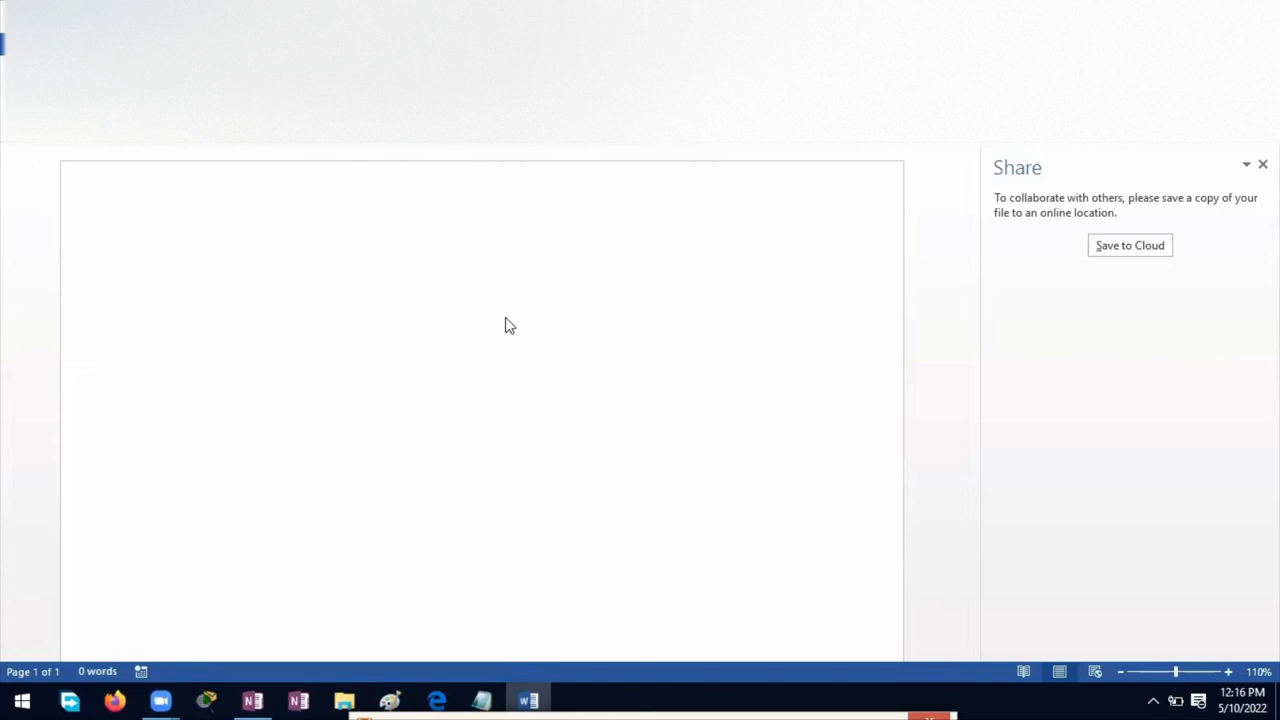 Share
To collaborate with others, please save a copy of your
file to an online location.
Save to Cloud
Page 1 of 1 0 words 110%
12:16 PM
5/10/2022